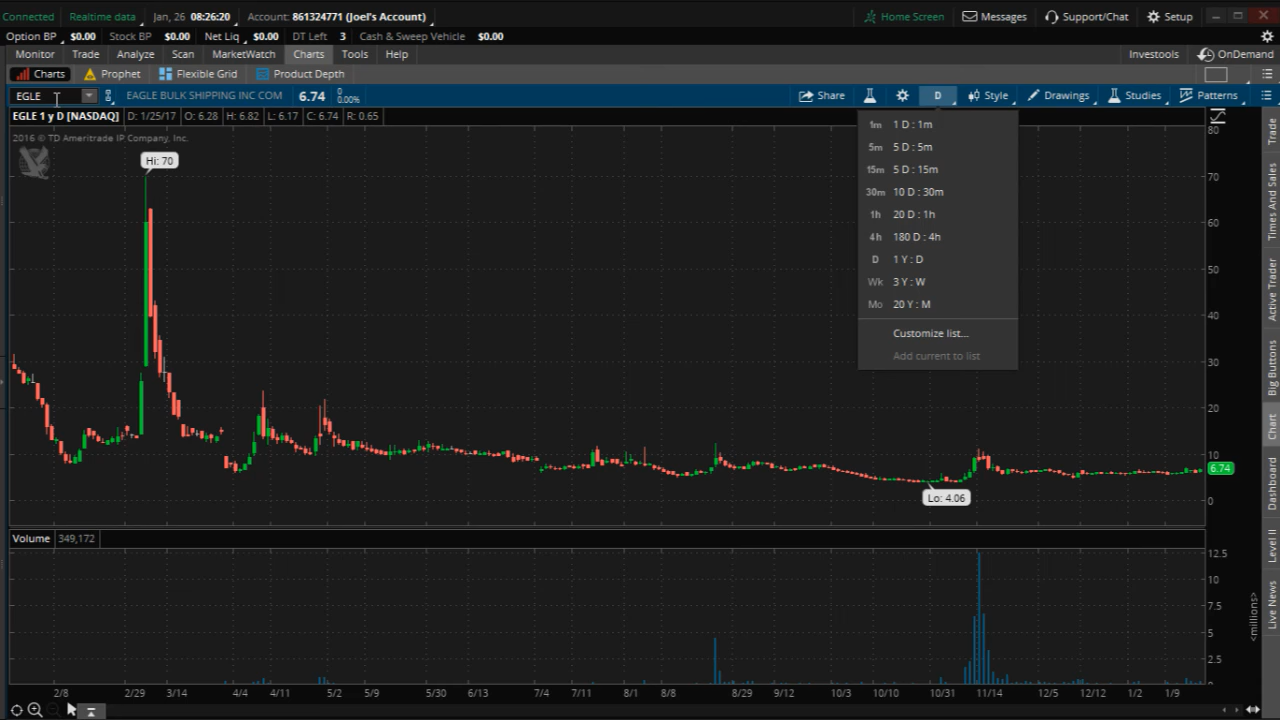 Connected Realtime data Jan, 26 08:26:20 Account: 861324771 (Joel's Account) Home Screen Messages Support/Chat Setup
Option BP $0.00 Stock BP $0.00 Net Liq $0.00 DT Left 3 Cash & Sweep Vehicle $0.00
Monitor Trade Analyze Scan MarketWatch Charts Tools Help Investools OnDemand
Charts Prophet Flexible Grid Product Depth
EGLE EAGLE BULK SHIPPING INC COM 6.74 0 0.00% Share D Style Drawings Studies Patterns
EGLE 1 y D [NASDAQ] D: 1/25/17 O: 6.28 H: 6.82 L: 6.17 C: 6.74 R: 0.65
2016 © TD Ameritrade IP Company, Inc.
Hi: 70
1m 1 D : 1m
5m 5 D : 5m
15m 5 D : 15m
30m 10 D : 30m
1h 20 D : 1h
4h 180 D : 4h
D 1 Y : D
Wk 3 Y : W
Mo 20 Y : M
Customize list...
Add current to list
80
70
60
50
40
30
20
10
6.74
0
Lo: 4.06
Volume 349,172
12.5
10
7.5
5
2.5
0
<millions>
2/8 2/29 3/14 4/4 4/11 5/2 5/9 5/30 6/13 7/4 7/11 8/1 8/8 8/29 9/12 10/3 10/10 10/31 11/14 12/5 12/12 1/2 1/9
Trade
Times And Sales
Active Trader
Big Buttons
Chart
Dashboard
Level II
Live News